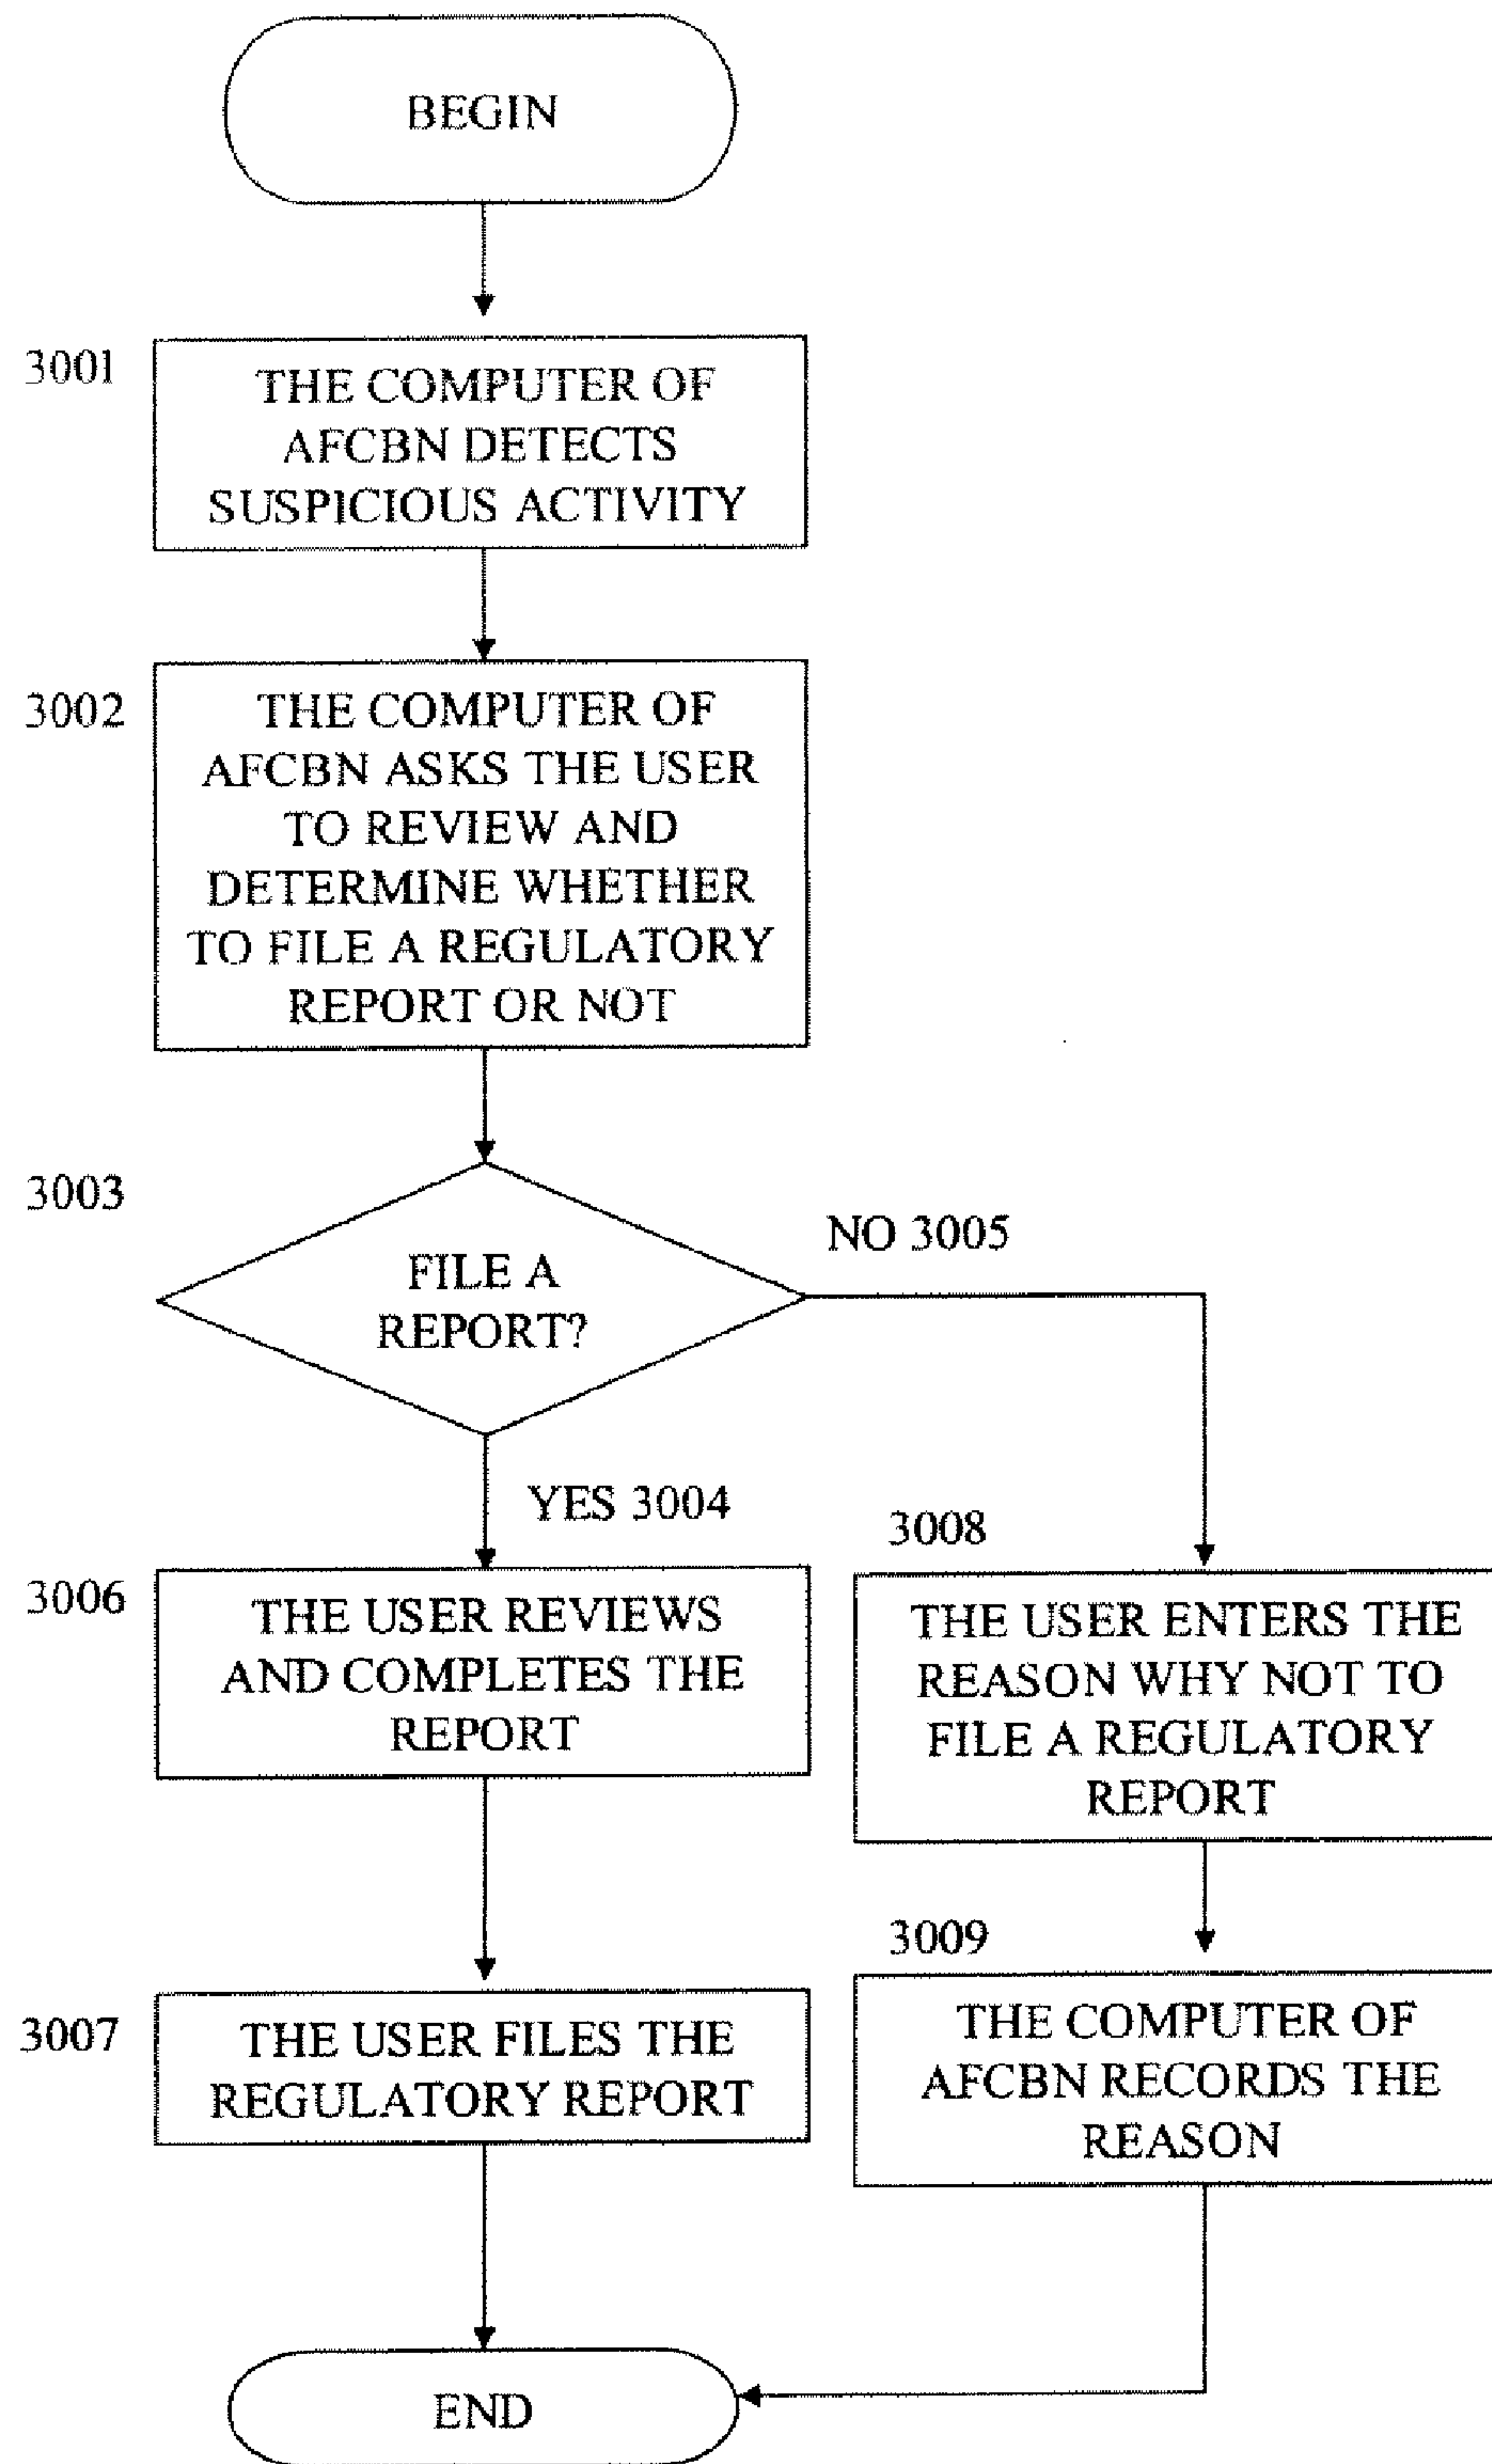 BEGIN
3001
THE COMPUTER OF
AFCBN DETECTS
SUSPICIOUS ACTIVITY
3002
THE COMPUTER OF
AFCBN ASKS THE USER
TO REVIEW AND
DETERMINE WHETHER
TO FILE A REGULATORY
REPORT OR NOT
3003
FILE A
REPORT?
NO 3005
YES 3004
3006
THE USER REVIEWS
AND COMPLETES THE
REPORT
3008
THE USER ENTERS THE
REASON WHY NOT TO
FILE A REGULATORY
REPORT
3007
THE USER FILES THE
REGULATORY REPORT
3009
THE COMPUTER OF
AFCBN RECORDS THE
REASON
END